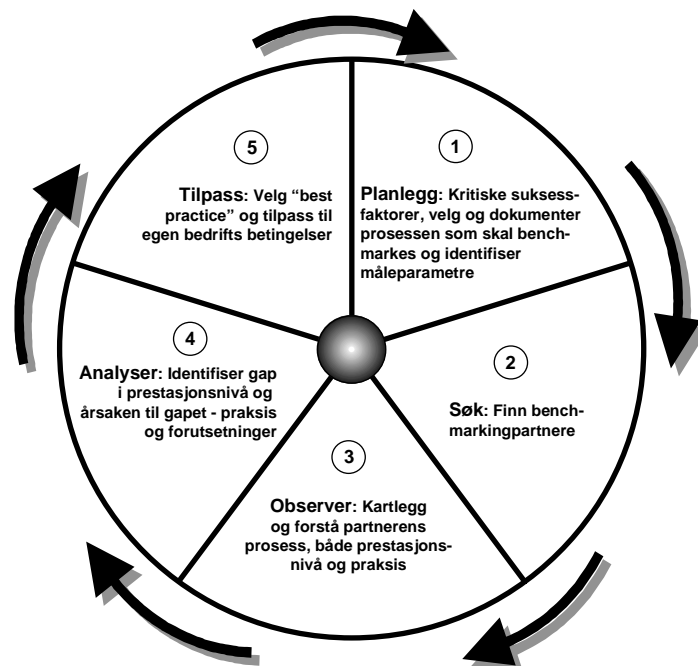 1
Planlegg: Kritiske suksess-
faktorer, velg og dokumenter
prosessen som skal bench-
markes og identifiser
måleparametre
2
Søk: Finn bench-
markingpartnere
3
Observer: Kartlegg
og forstå partnerens
prosess, både prestasjons-
nivå og praksis
4
Analyser: Identifiser gap
i prestasjonsnivå og
årsaken til gapet - praksis
og forutsetninger
5
Tilpass: Velg “best
practice” og tilpass til
egen bedrifts betingelser